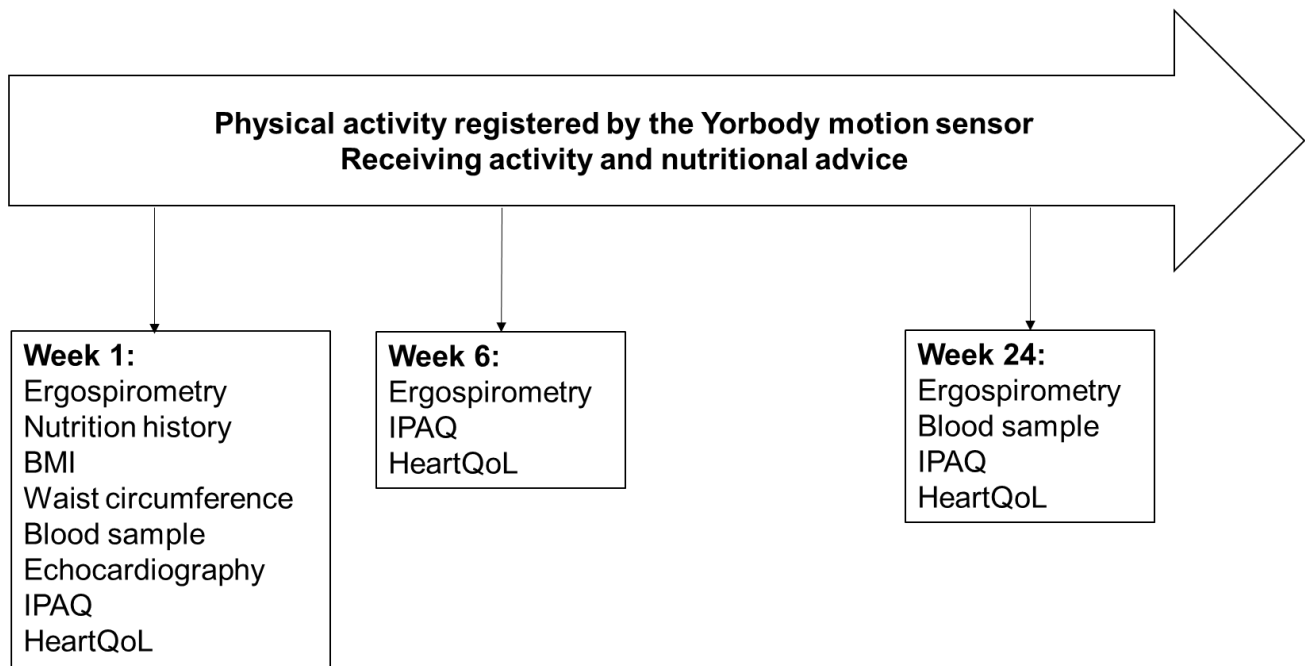 Physical activity registered by the Yorbody motion sensor
Receiving activity and nutritional advice
Week 1:
Ergospirometry
Nutrition history
BMI
Waist circumference
Blood sample
Echocardiography
IPAQ
HeartQoL
Week 6:
Ergospirometry
IPAQ
HeartQoL
Week 24:
Ergospirometry
Blood sample
IPAQ
HeartQoL